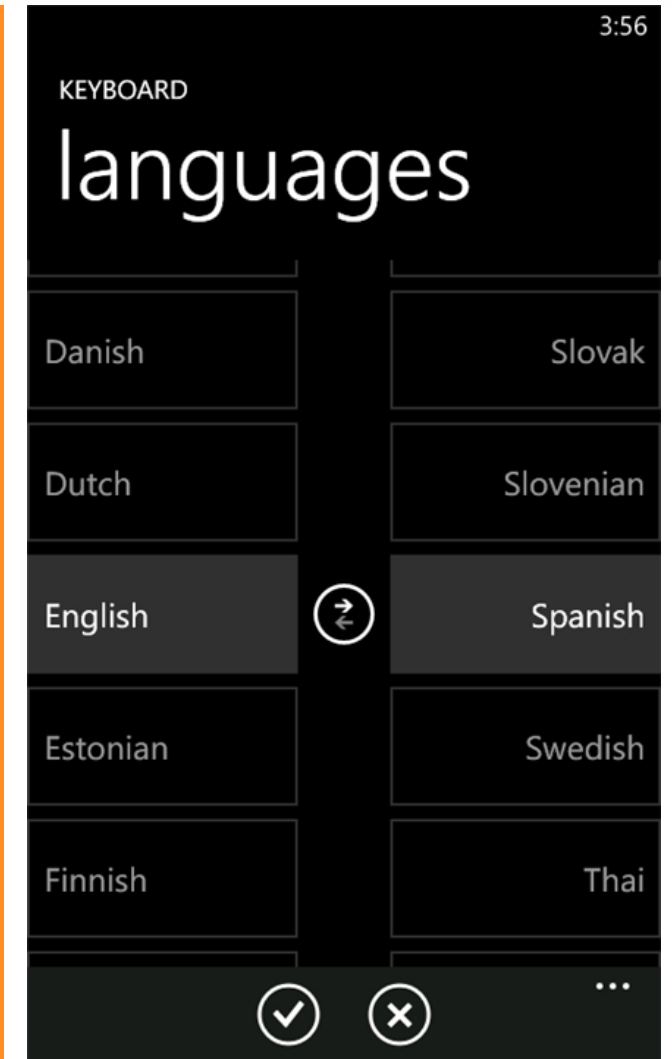 3:56
KEYBOARD
languages
Danish Slovak
Dutch Slovenian
English Spanish
Estonian Swedish
Finnish Thai